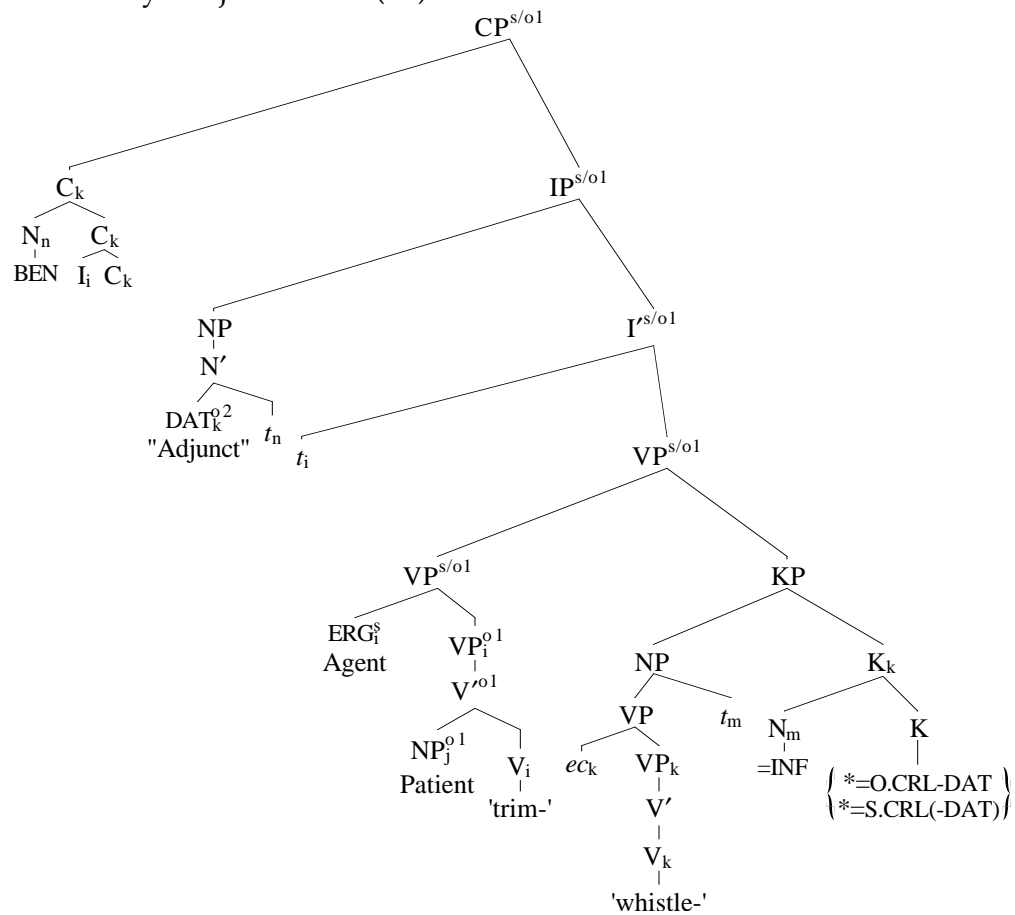 CP^{s/o1}
C_k IP^{s/o1}
N_n C_k
BEN I_i C_k
NP I′^{s/o1}
N′
DAT_k^{o2} t_n
"Adjunct" t_i VP^{s/o1}
VP^{s/o1} KP
ERG_i^s VP_i^{o1} NP K_k
Agent
V′^{o1} VP t_m N_m K
NP_j^{o1} V_i ec_k VP_k =INF
Patient
'trim-' V′ { *=O.CRL-DAT }
{ *=S.CRL(-DAT) }
V_k
'whistle-'